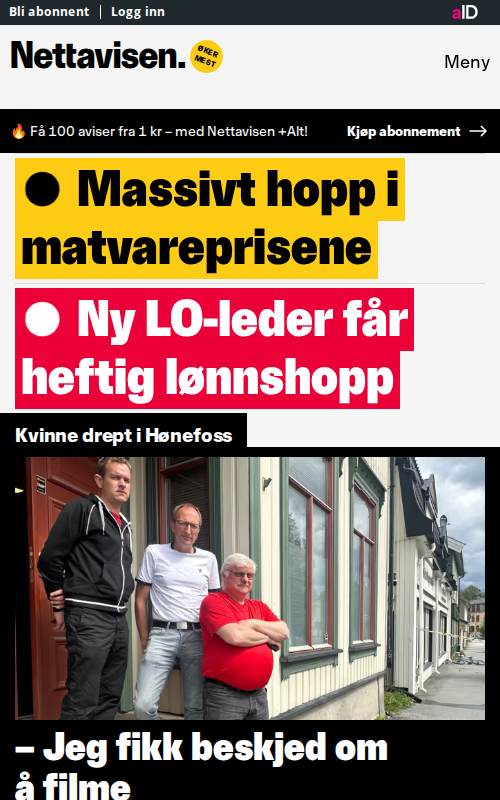 Bli abonnent
Logg inn
aID
Nettavisen.
ØKER
MEST
Meny
🔥 Få 100 aviser fra 1 kr – med Nettavisen +Alt!
Kjøp abonnement →
Massivt hopp i
matvareprisene
Ny LO-leder får
heftig lønnshopp
Kvinne drept i Hønefoss
– Jeg fikk beskjed om
å filme